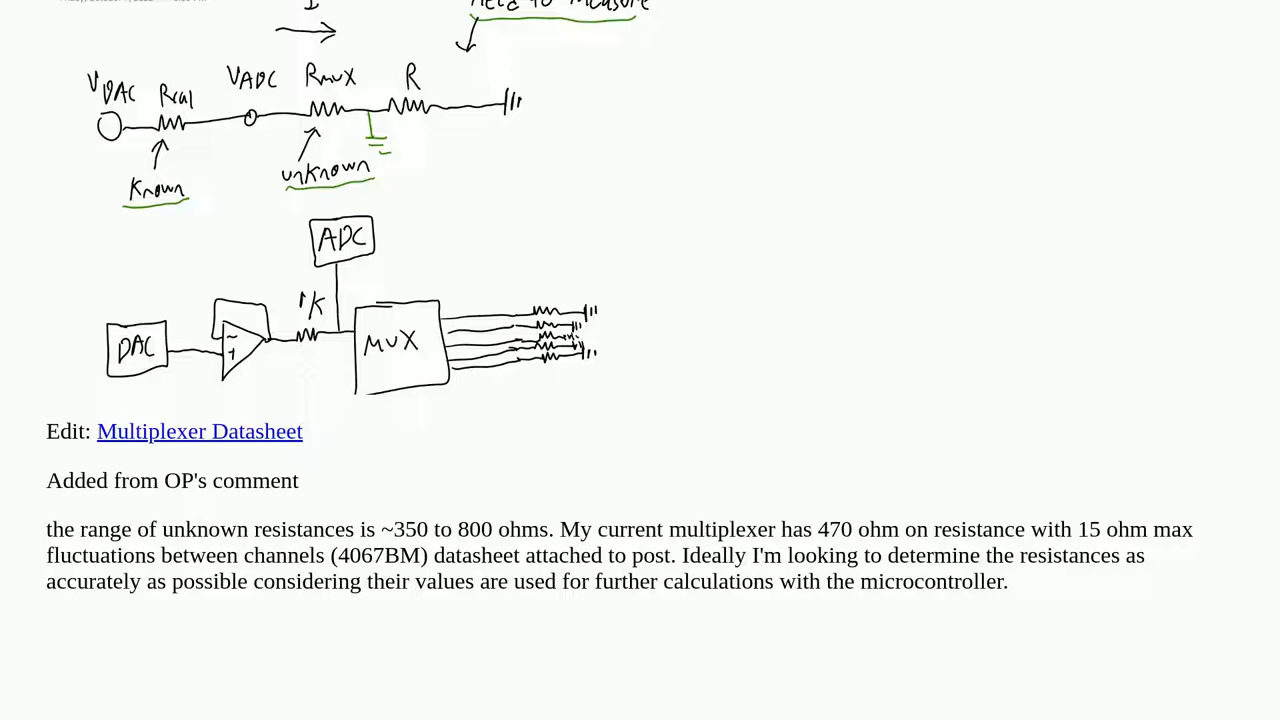 I
need to measure
VDAC Rcal VADC Rmux R
Known
unknown
ADC
1K
DAC
- +
MUX
Edit: Multiplexer Datasheet
Added from OP's comment
the range of unknown resistances is ~350 to 800 ohms. My current multiplexer has 470 ohm on resistance with 15 ohm max
fluctuations between channels (4067BM) datasheet attached to post. Ideally I'm looking to determine the resistances as
accurately as possible considering their values are used for further calculations with the microcontroller.